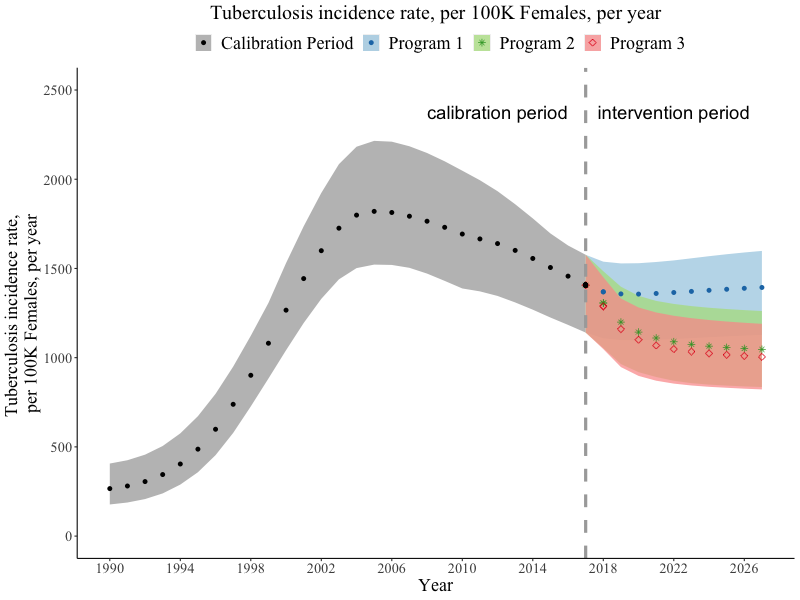 Tuberculosis incidence rate, per 100K Females, per year
Calibration Period Program 1 Program 2 Program 3
calibration period intervention period
2500
2000
1500
1000
500
0
Tuberculosis incidence rate,
per 100K Females, per year
1990 1994 1998 2002 2006 2010 2014 2018 2022 2026
Year